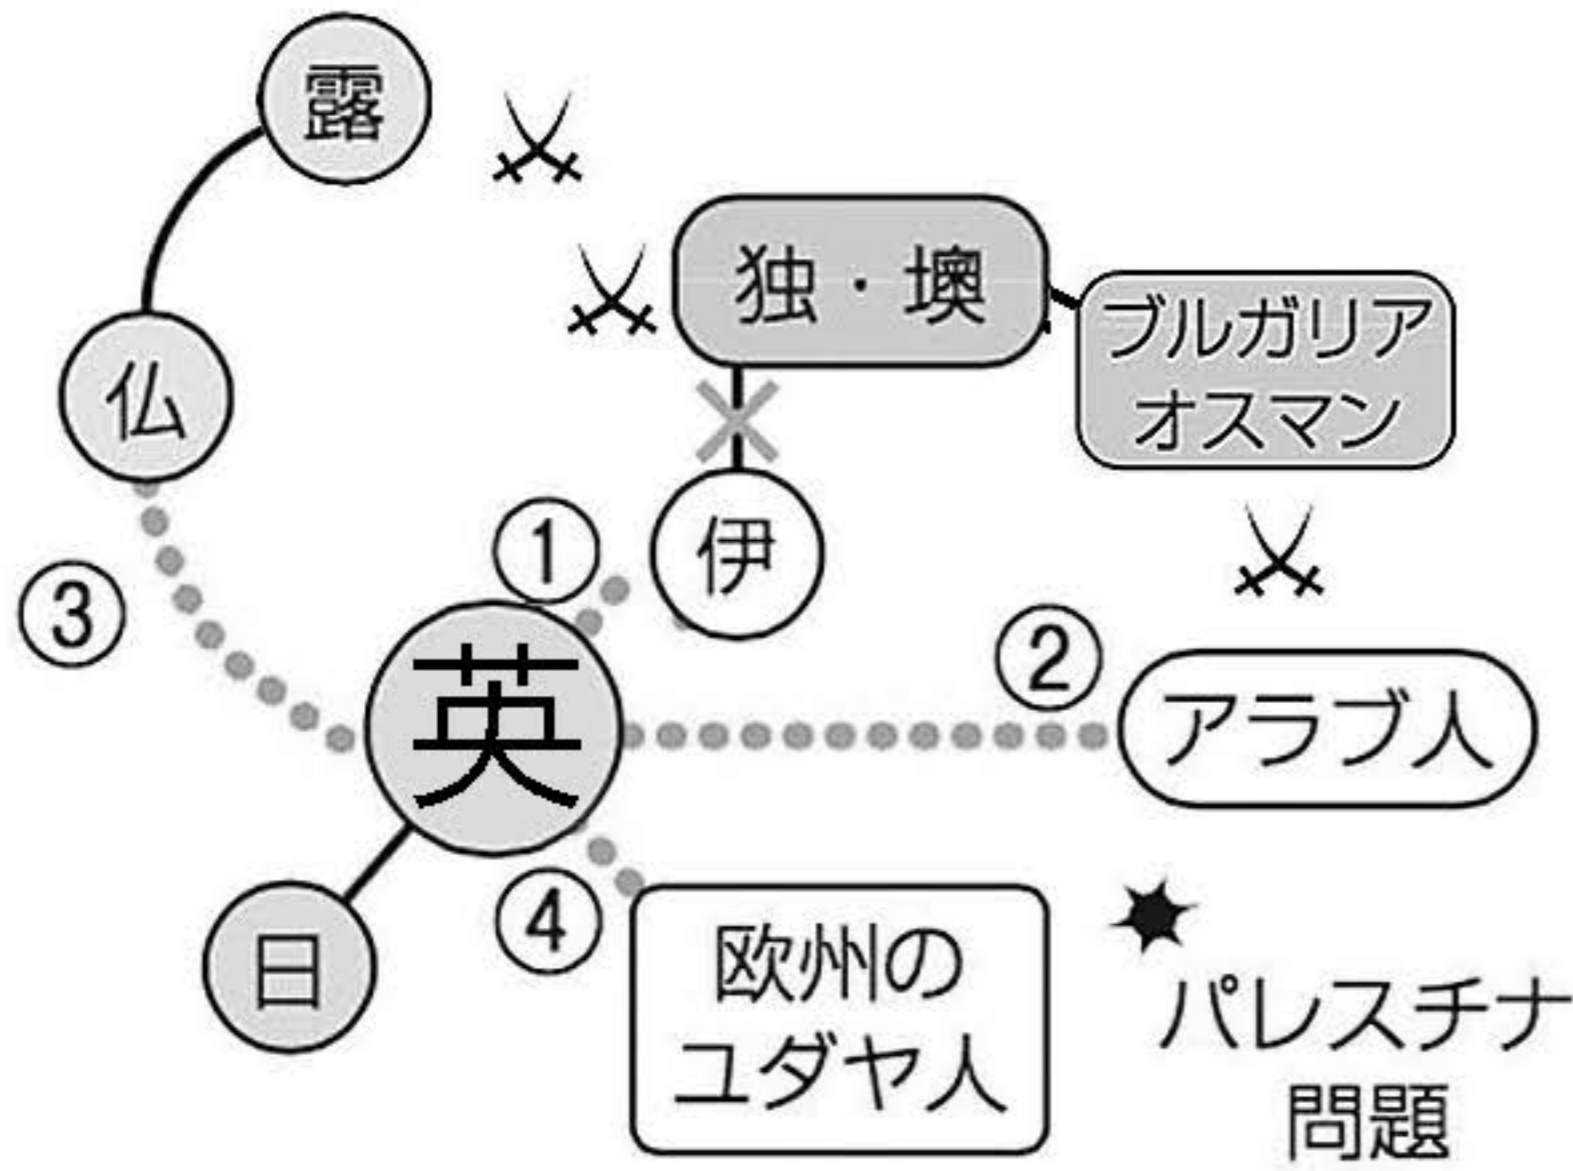 露
独・墺
ブルガリア
オスマン
仏
①
伊
③
英
②
アラブ人
④
日
欧州の
ユダヤ人
パレスチナ
問題